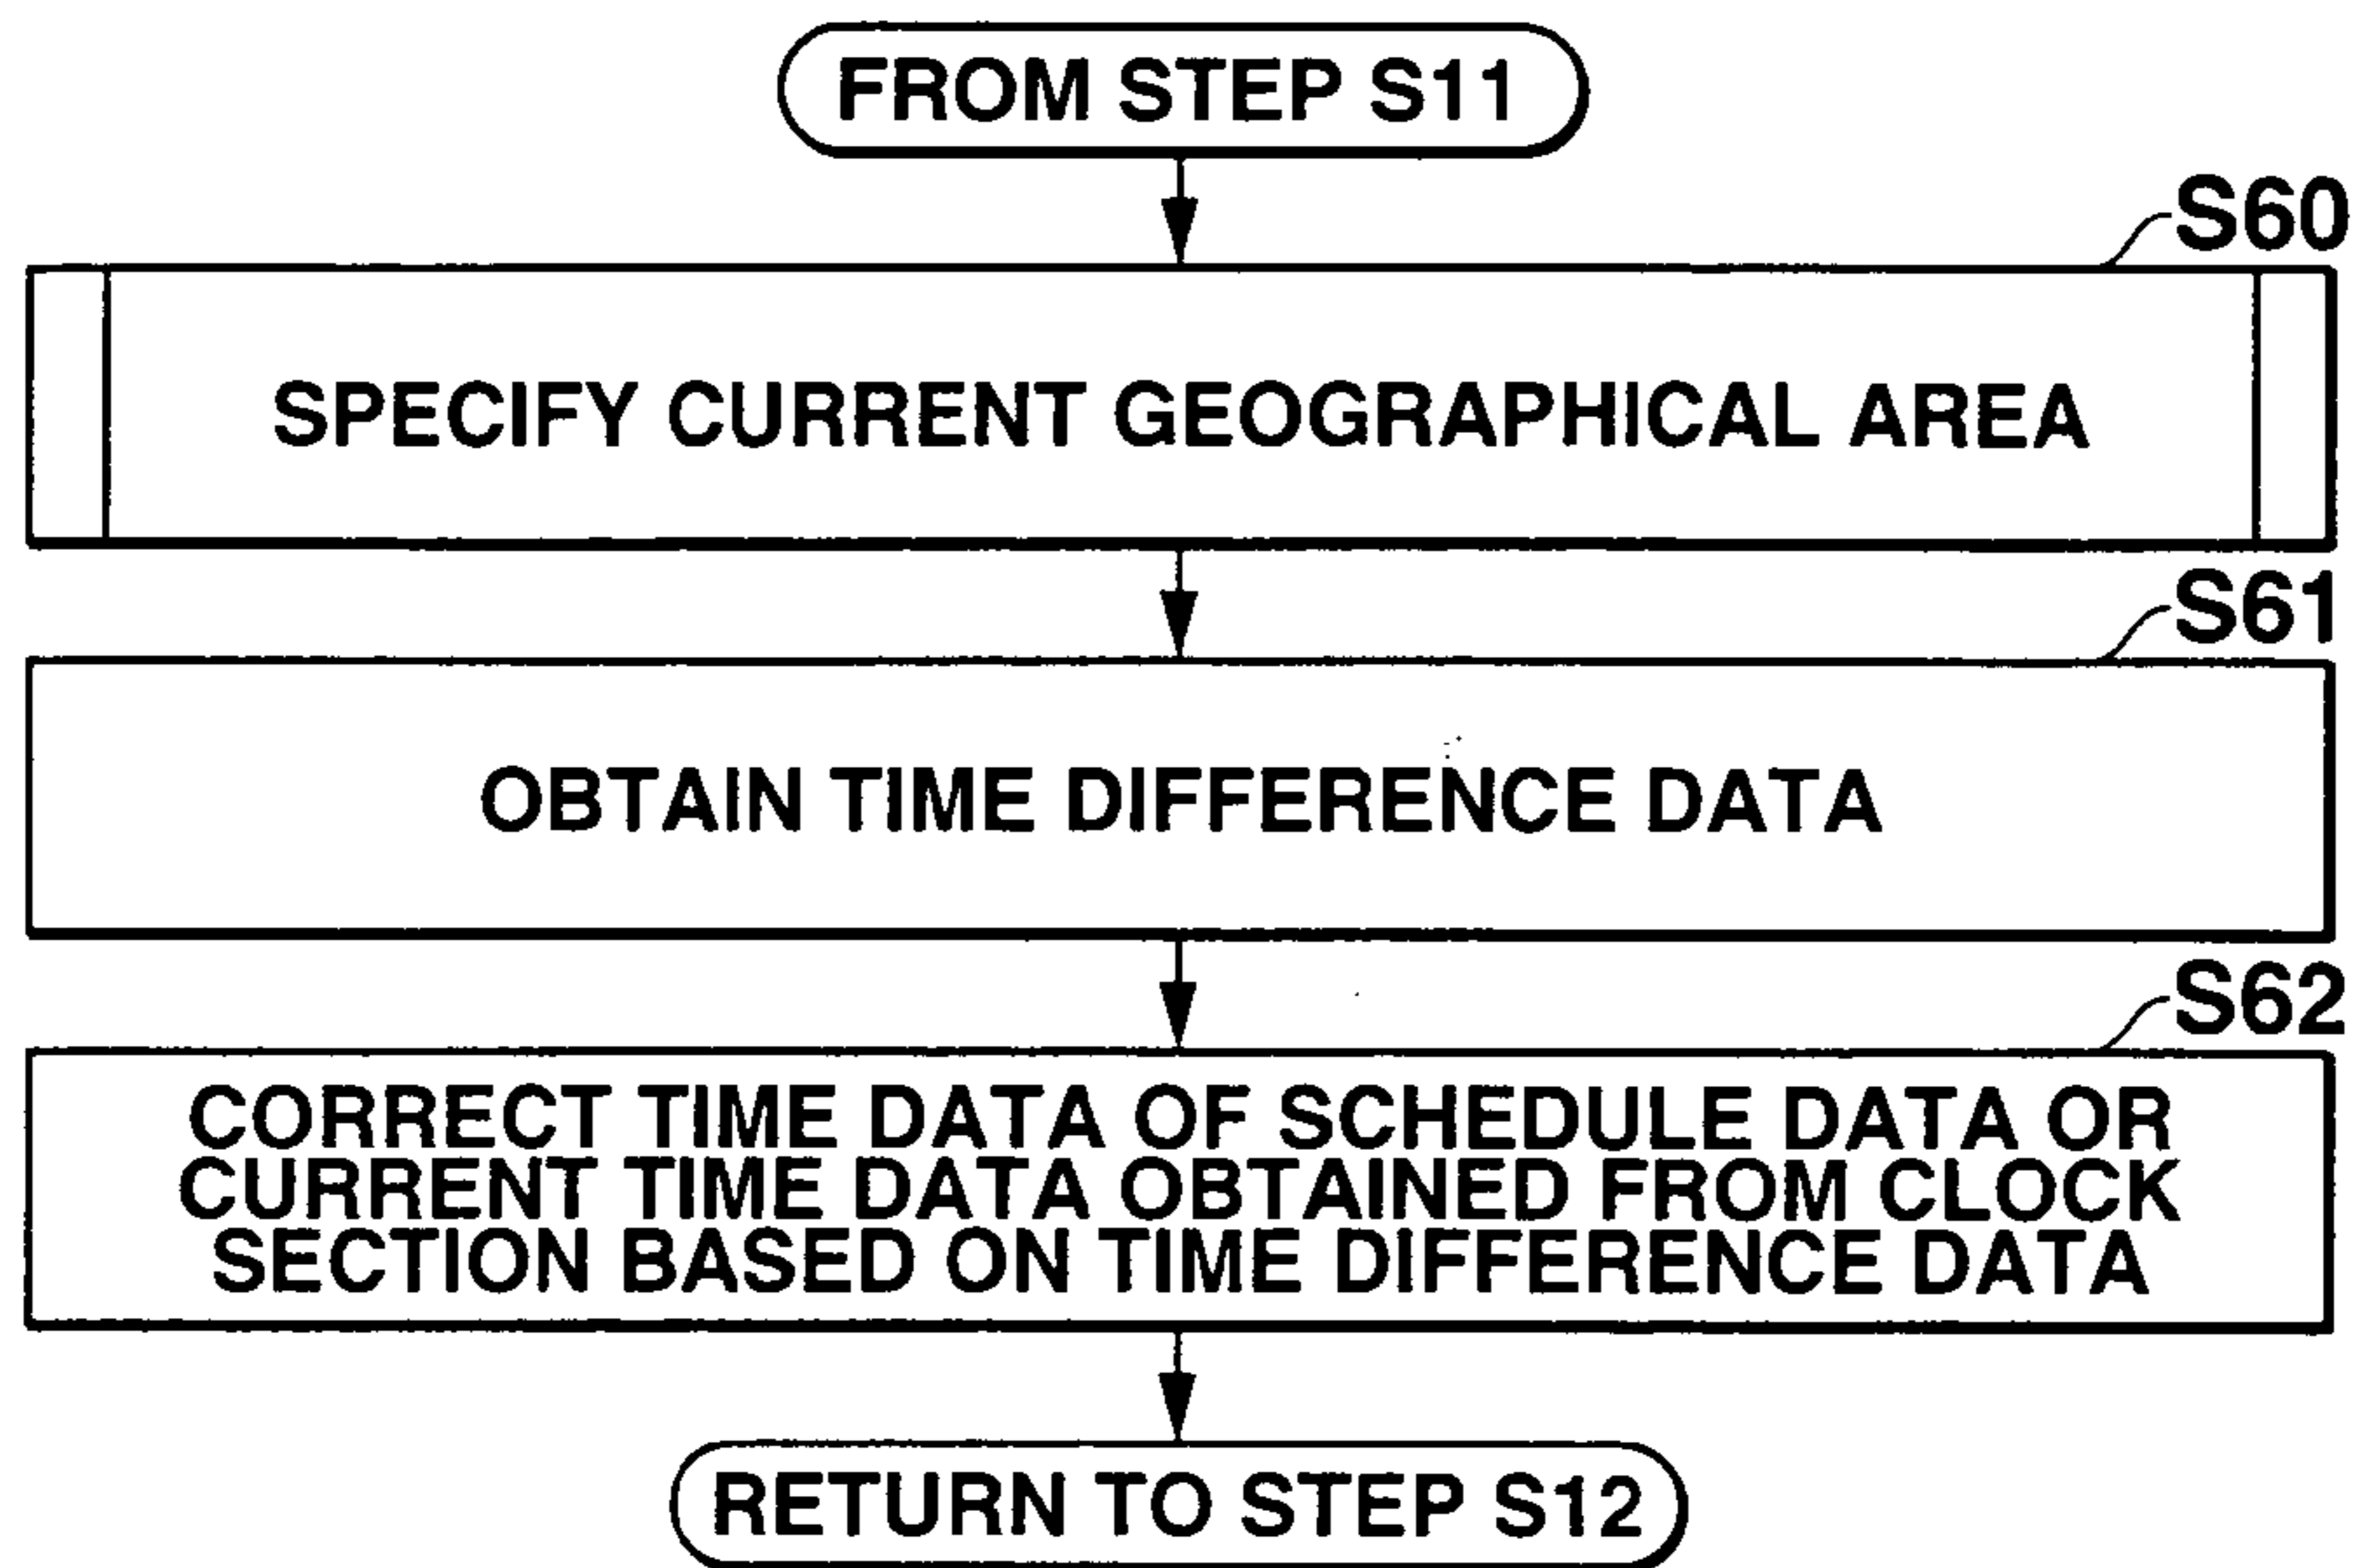 FROM STEP S11
S60
SPECIFY CURRENT GEOGRAPHICAL AREA
S61
OBTAIN TIME DIFFERENCE DATA
S62
CORRECT TIME DATA OF SCHEDULE DATA OR
CURRENT TIME DATA OBTAINED FROM CLOCK
SECTION BASED ON TIME DIFFERENCE DATA
RETURN TO STEP S12